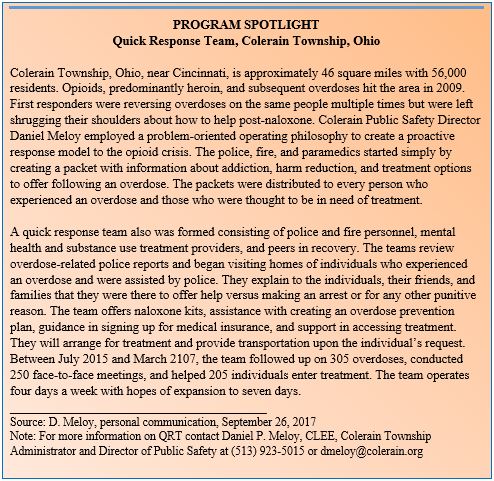 PROGRAM SPOTLIGHT
Quick Response Team, Colerain Township, Ohio
Colerain Township, Ohio, near Cincinnati, is approximately 46 square miles with 56,000
residents. Opioids, predominantly heroin, and subsequent overdoses hit the area in 2009.
First responders were reversing overdoses on the same people multiple times but were left
shrugging their shoulders about how to help post-naloxone. Colerain Public Safety Director
Daniel Meloy employed a problem-oriented operating philosophy to create a proactive
response model to the opioid crisis. The police, fire, and paramedics started simply by
creating a packet with information about addiction, harm reduction, and treatment options
to offer following an overdose. The packets were distributed to every person who
experienced an overdose and those who were thought to be in need of treatment.
A quick response team also was formed consisting of police and fire personnel, mental
health and substance use treatment providers, and peers in recovery. The teams review
overdose-related police reports and began visiting homes of individuals who experienced
an overdose and were assisted by police. They explain to the individuals, their friends, and
families that they were there to offer help versus making an arrest or for any other punitive
reason. The team offers naloxone kits, assistance with creating an overdose prevention
plan, guidance in signing up for medical insurance, and support in accessing treatment.
They will arrange for treatment and provide transportation upon the individual’s request.
Between July 2015 and March 2107, the team followed up on 305 overdoses, conducted
250 face-to-face meetings, and helped 205 individuals enter treatment. The team operates
four days a week with hopes of expansion to seven days.
Source: D. Meloy, personal communication, September 26, 2017
Note: For more information on QRT contact Daniel P. Meloy, CLEE, Colerain Township
Administrator and Director of Public Safety at (513) 923-5015 or dmeloy@colerain.org